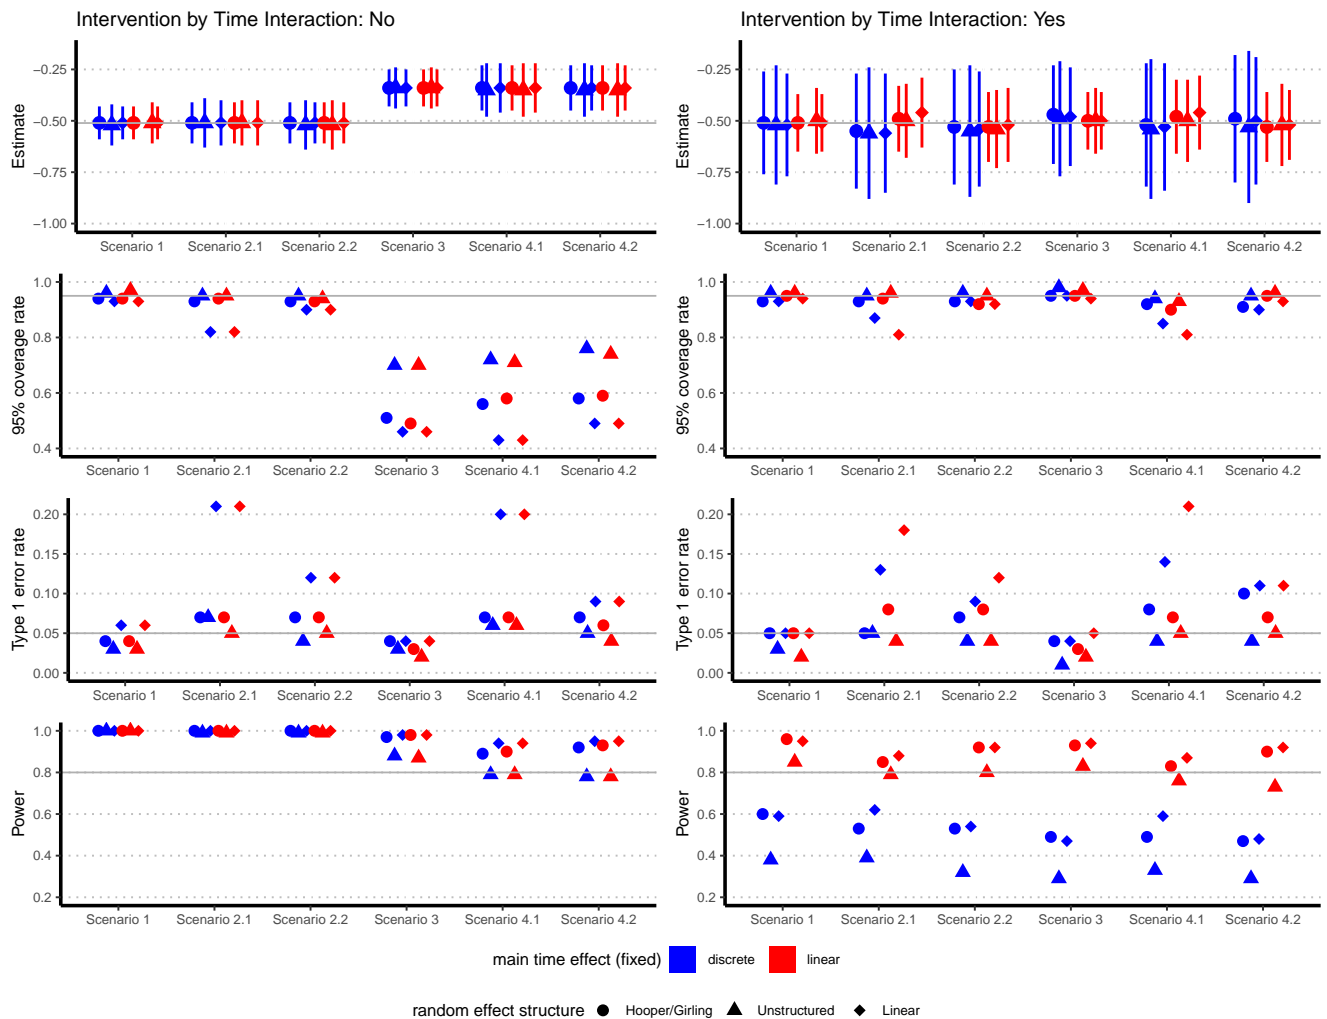 Intervention by Time Interaction: No
Estimate
−0.25
−0.50
−0.75
−1.00
Scenario 1 Scenario 2.1 Scenario 2.2 Scenario 3 Scenario 4.1 Scenario 4.2
Intervention by Time Interaction: Yes
Estimate
−0.25
−0.50
−0.75
−1.00
Scenario 1 Scenario 2.1 Scenario 2.2 Scenario 3 Scenario 4.1 Scenario 4.2
95% coverage rate
1.0
0.8
0.6
0.4
Scenario 1 Scenario 2.1 Scenario 2.2 Scenario 3 Scenario 4.1 Scenario 4.2
95% coverage rate
1.0
0.8
0.6
0.4
Scenario 1 Scenario 2.1 Scenario 2.2 Scenario 3 Scenario 4.1 Scenario 4.2
Type 1 error rate
0.20
0.15
0.10
0.05
0.00
Scenario 1 Scenario 2.1 Scenario 2.2 Scenario 3 Scenario 4.1 Scenario 4.2
Type 1 error rate
0.20
0.15
0.10
0.05
0.00
Scenario 1 Scenario 2.1 Scenario 2.2 Scenario 3 Scenario 4.1 Scenario 4.2
Power
1.0
0.8
0.6
0.4
0.2
Scenario 1 Scenario 2.1 Scenario 2.2 Scenario 3 Scenario 4.1 Scenario 4.2
Power
1.0
0.8
0.6
0.4
0.2
Scenario 1 Scenario 2.1 Scenario 2.2 Scenario 3 Scenario 4.1 Scenario 4.2
main time effect (fixed) discrete linear
random effect structure Hooper/Girling Unstructured Linear